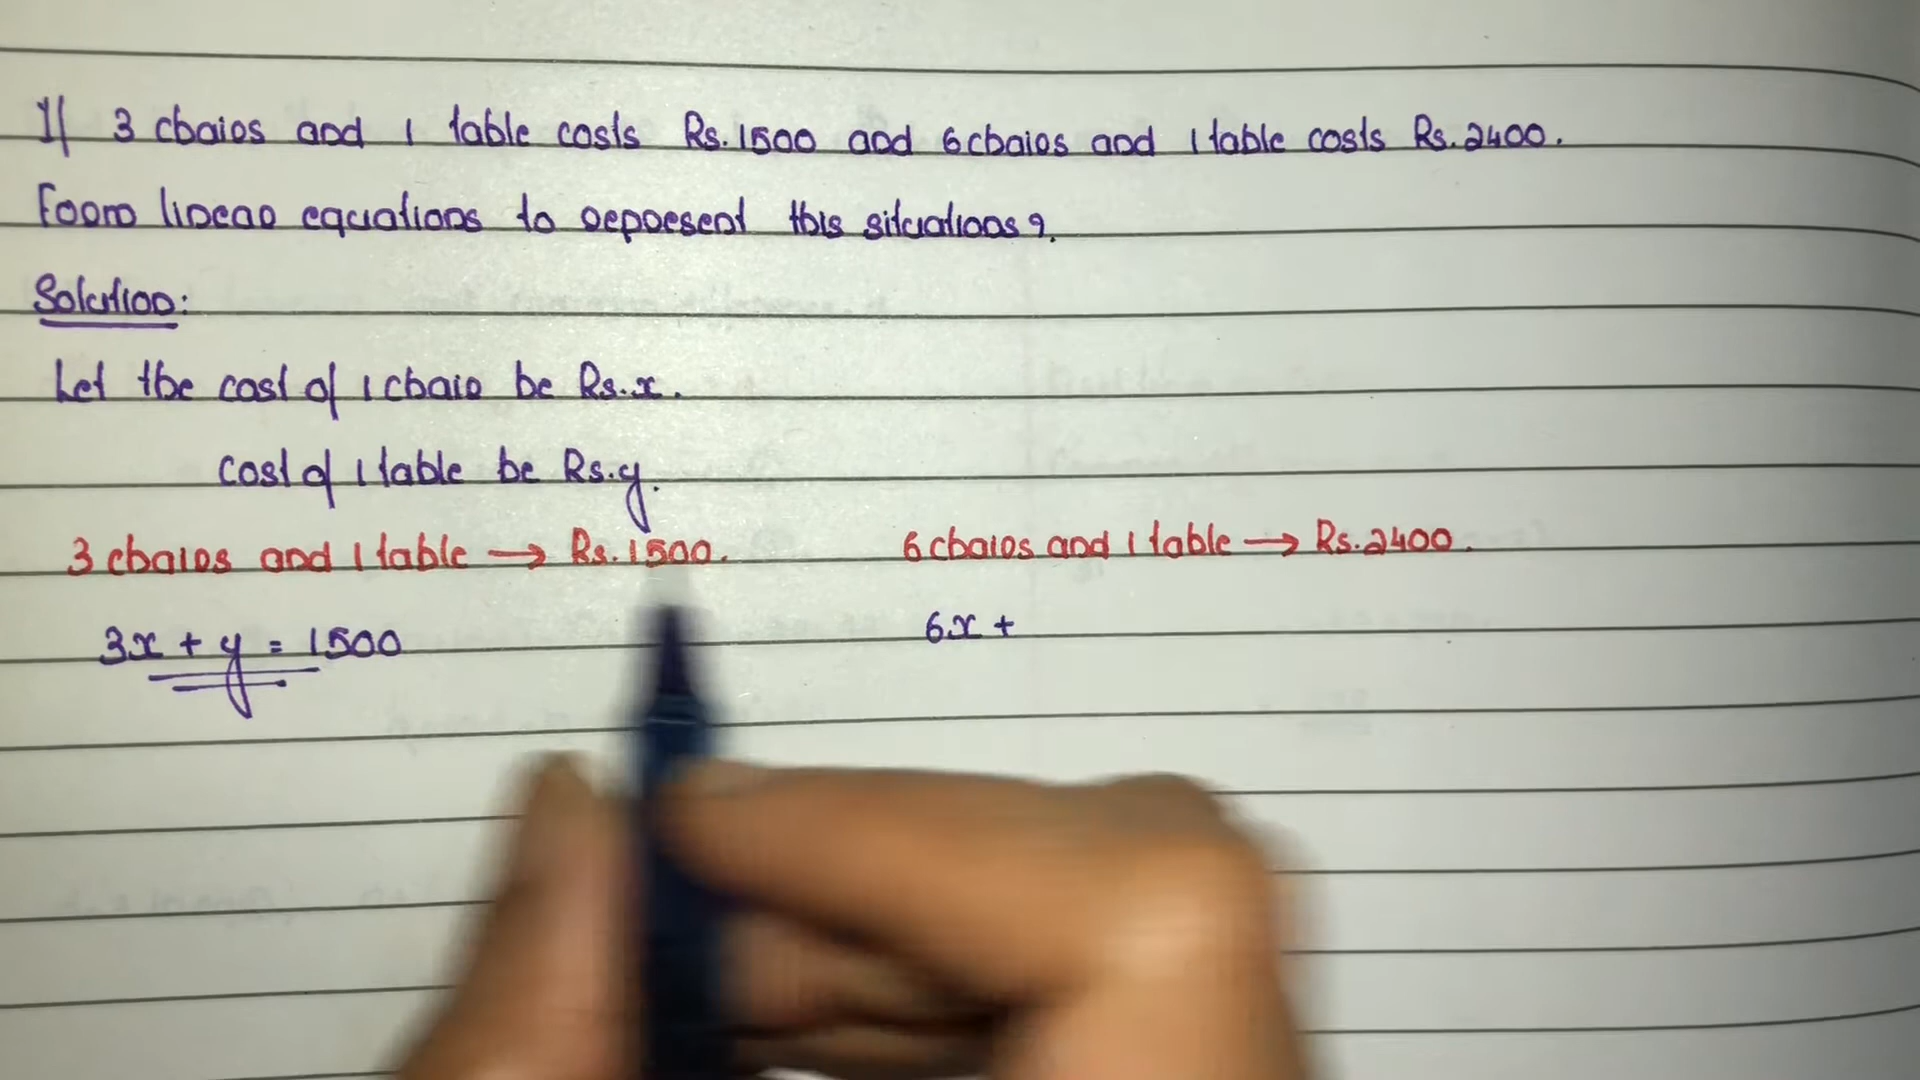 If 3 chairs and 1 table costs Rs.1500 and 6 chairs and 1 table costs Rs.2400.
Form linear equations to represent this situations?
Solution:
Let the cost of 1 chair be Rs.x.
cost of 1 table be Rs.y.
3 chairs and 1 table → Rs.1500.
6 chairs and 1 table → Rs.2400.
3x + y = 1500
6x +